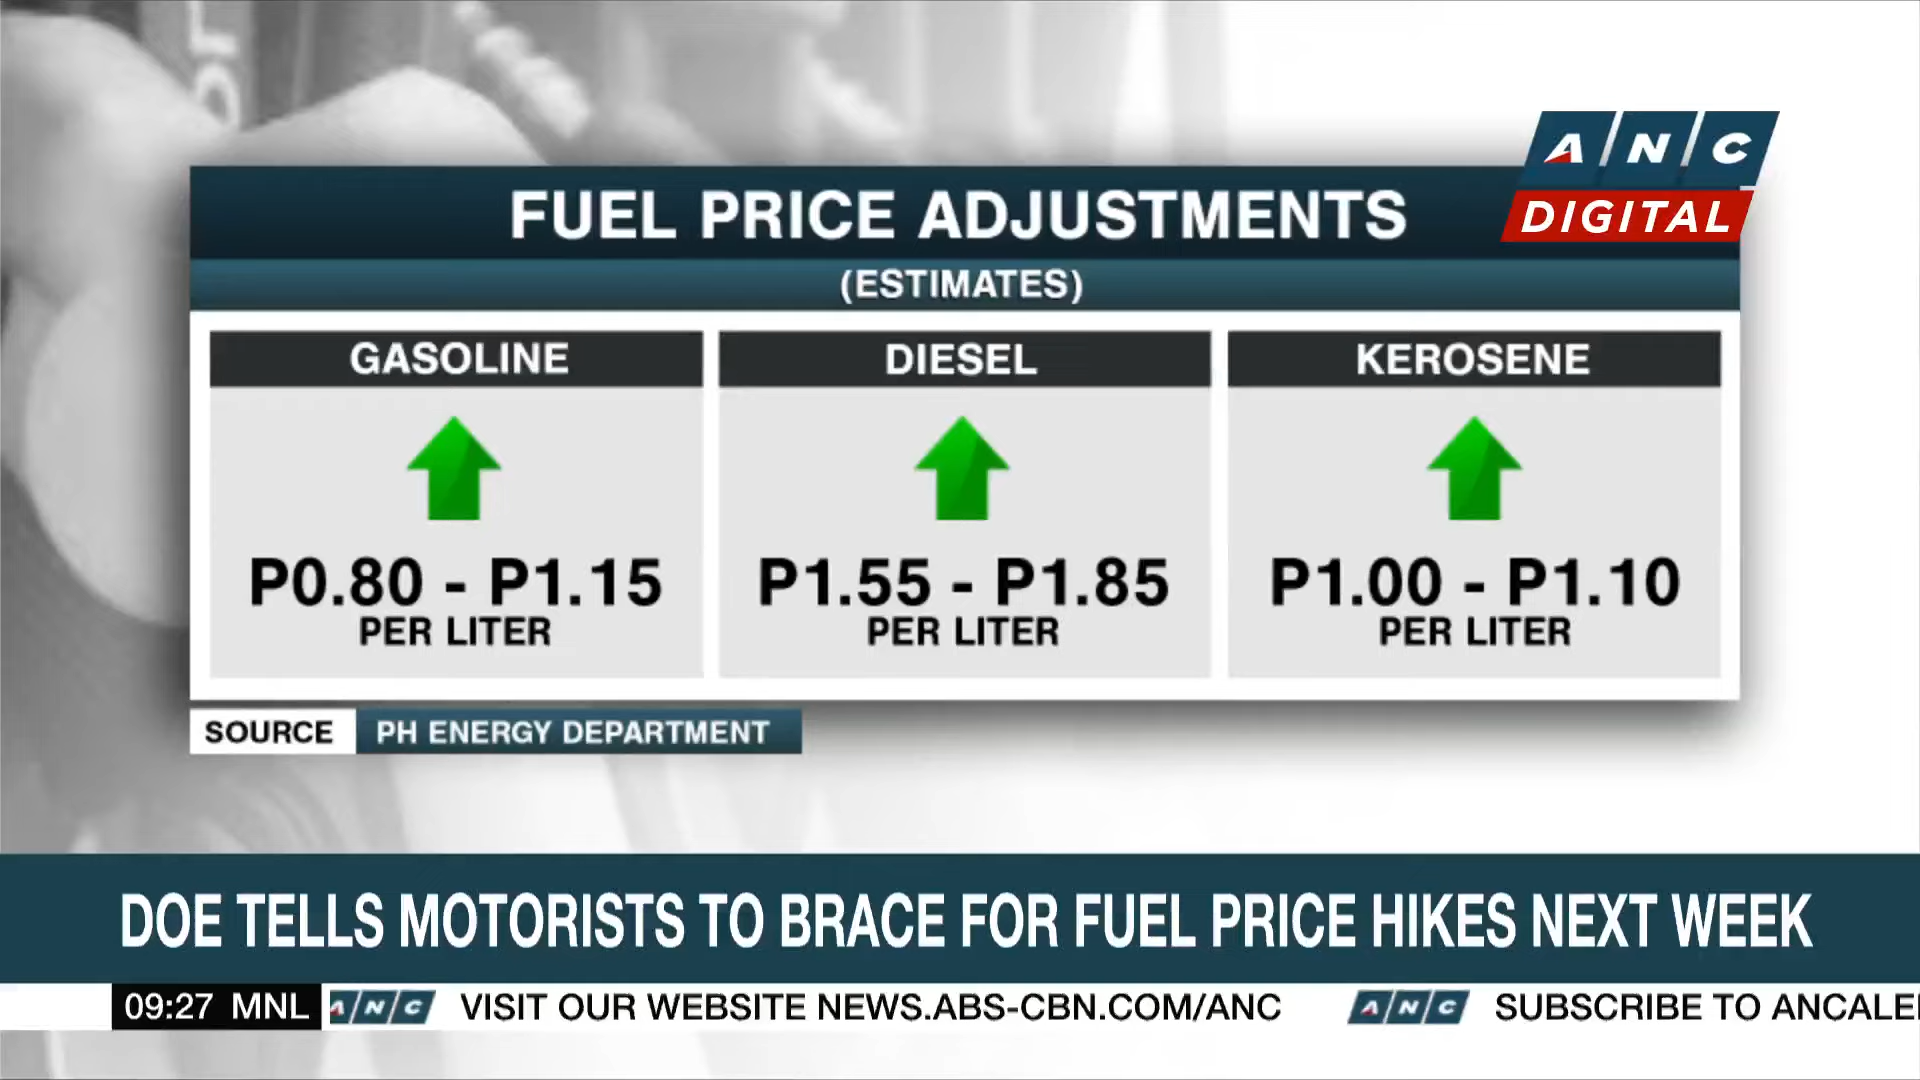 ANC
DIGITAL
FUEL PRICE ADJUSTMENTS
(ESTIMATES)
GASOLINE
P0.80 - P1.15
PER LITER
DIESEL
P1.55 - P1.85
PER LITER
KEROSENE
P1.00 - P1.10
PER LITER
SOURCE PH ENERGY DEPARTMENT
DOE TELLS MOTORISTS TO BRACE FOR FUEL PRICE HIKES NEXT WEEK
09:27 MNL ANC VISIT OUR WEBSITE NEWS.ABS-CBN.COM/ANC ANC SUBSCRIBE TO ANCALE